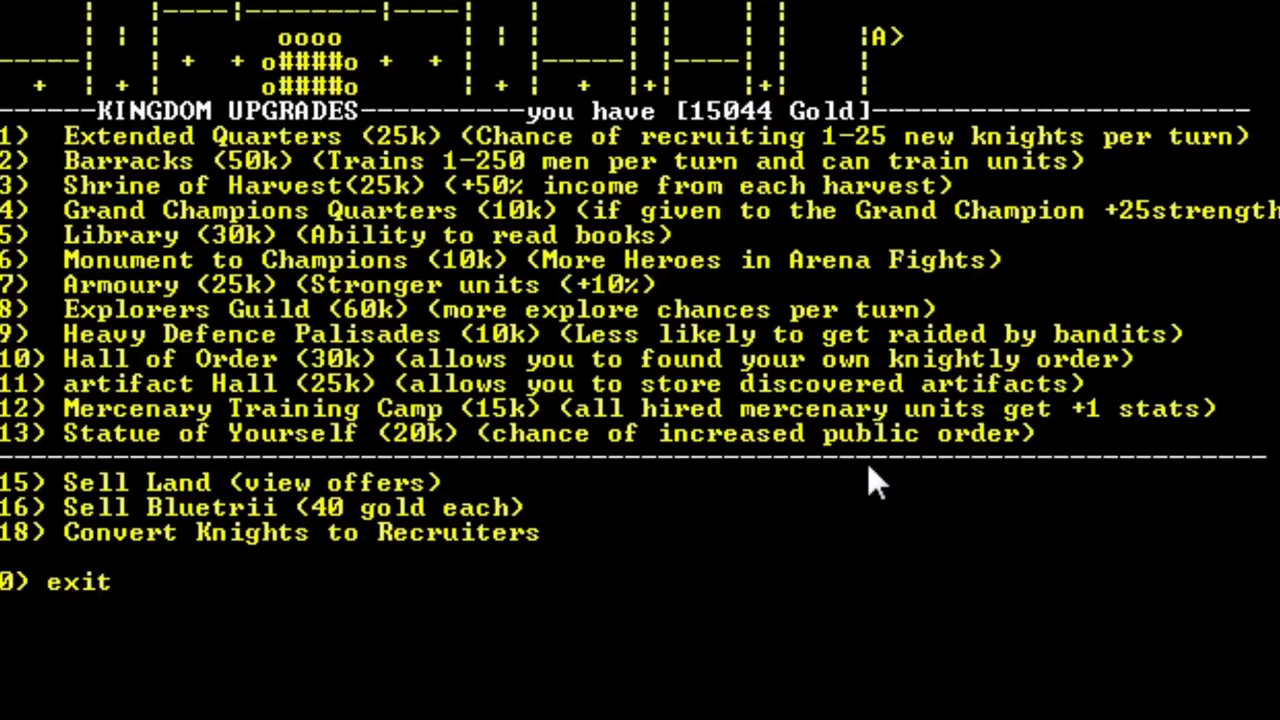 oooo |A>
o####o
o####o
------KINGDOM UPGRADES----------you have [15044 Gold]-----------------------
1) Extended Quarters (25k) (Chance of recruiting 1-25 new knights per turn)
2) Barracks (50k) (Trains 1-250 men per turn and can train units)
3) Shrine of Harvest(25k) (+50% income from each harvest)
4) Grand Champions Quarters (10k) (if given to the Grand Champion +25strength
5) Library (30k) (Ability to read books)
6) Monument to Champions (10k) (More Heroes in Arena Fights)
7) Armoury (25k) (Stronger units (+10%)
8) Explorers Guild (60k) (more explore chances per turn)
9) Heavy Defence Palisades (10k) (Less likely to get raided by bandits)
10) Hall of Order (30k) (allows you to found your own knightly order)
11) artifact Hall (25k) (allows you to store discovered artifacts)
12) Mercenary Training Camp (15k) (all hired mercenary units get +1 stats)
13) Statue of Yourself (20k) (chance of increased public order)
15) Sell Land (view offers)
16) Sell Bluetrii (40 gold each)
18) Convert Knights to Recruiters
0) exit